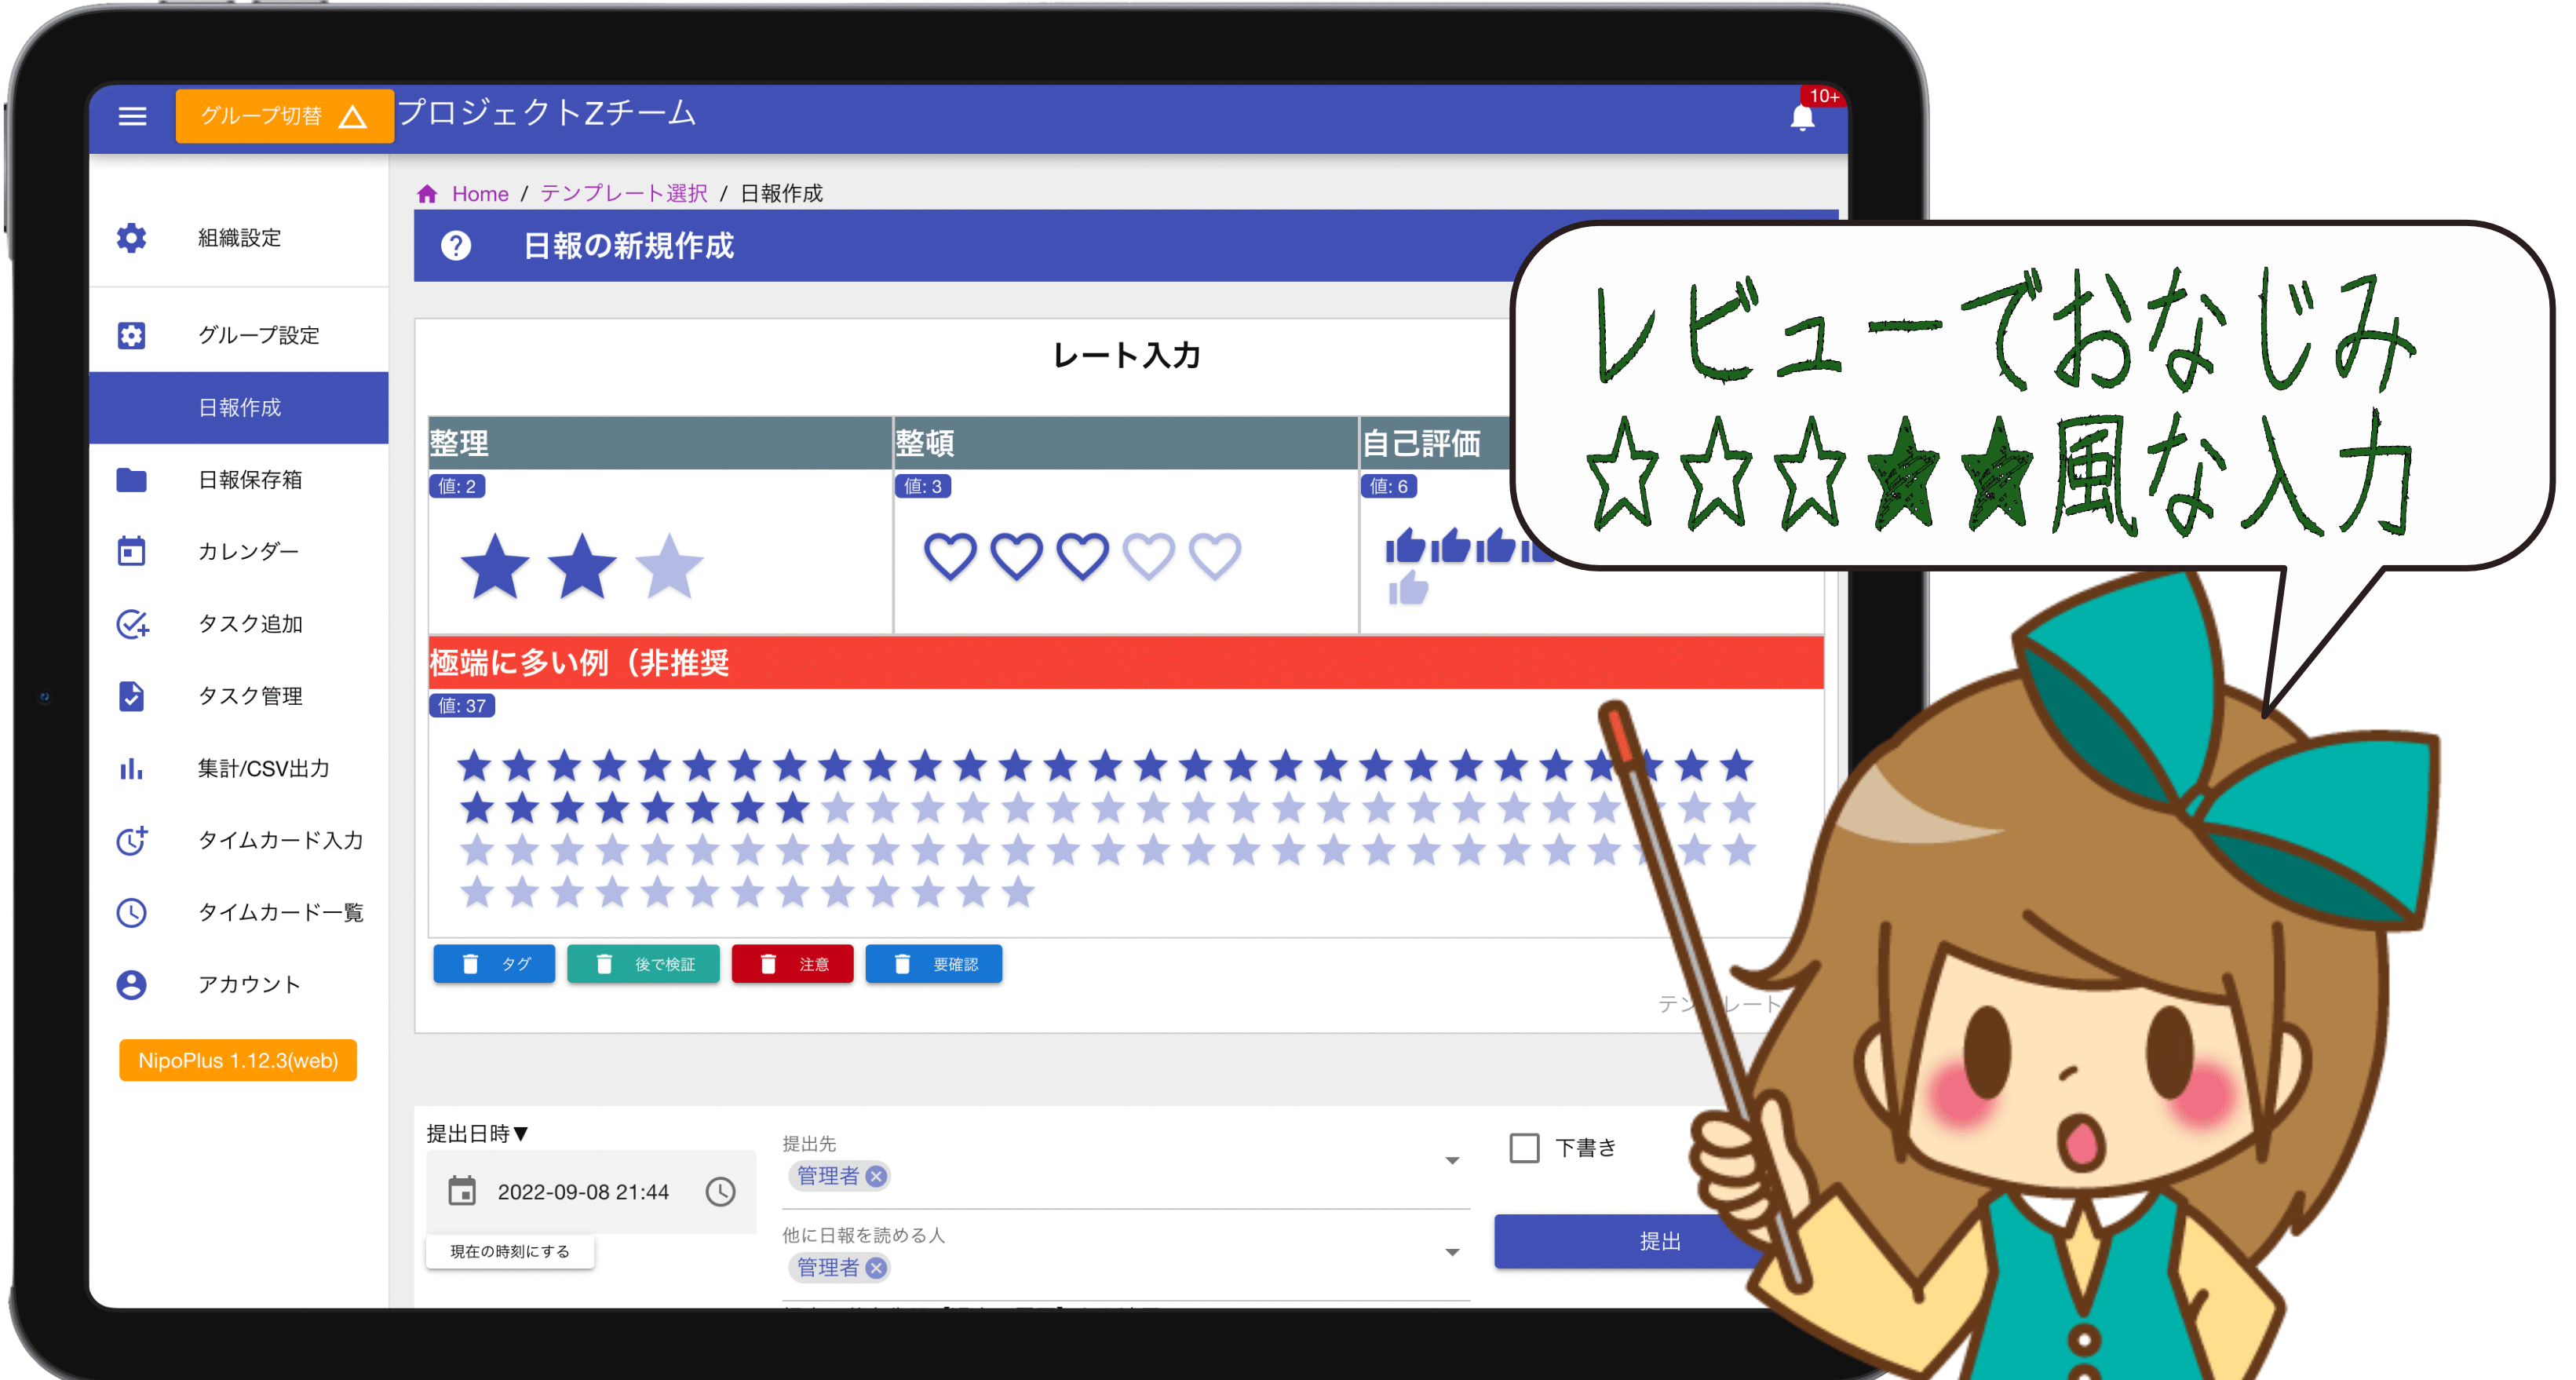 グループ切替
プロジェクトZチーム
10+
Home / テンプレート選択 / 日報作成
日報の新規作成
組織設定
グループ設定
日報作成
日報保存箱
カレンダー
タスク追加
タスク管理
集計/CSV出力
タイムカード入力
タイムカード一覧
アカウント
NipoPlus 1.12.3(web)
レート入力
整理
整頓
自己評価
値: 2
値: 3
値: 6
極端に多い例（非推奨
値: 37
タグ
後で検証
注意
要確認
提出日時▼
2022-09-08 21:44
現在の時刻にする
提出先
管理者
他に日報を読める人
管理者
下書き
提出
レビューでおなじみ
☆☆☆★★風な入力